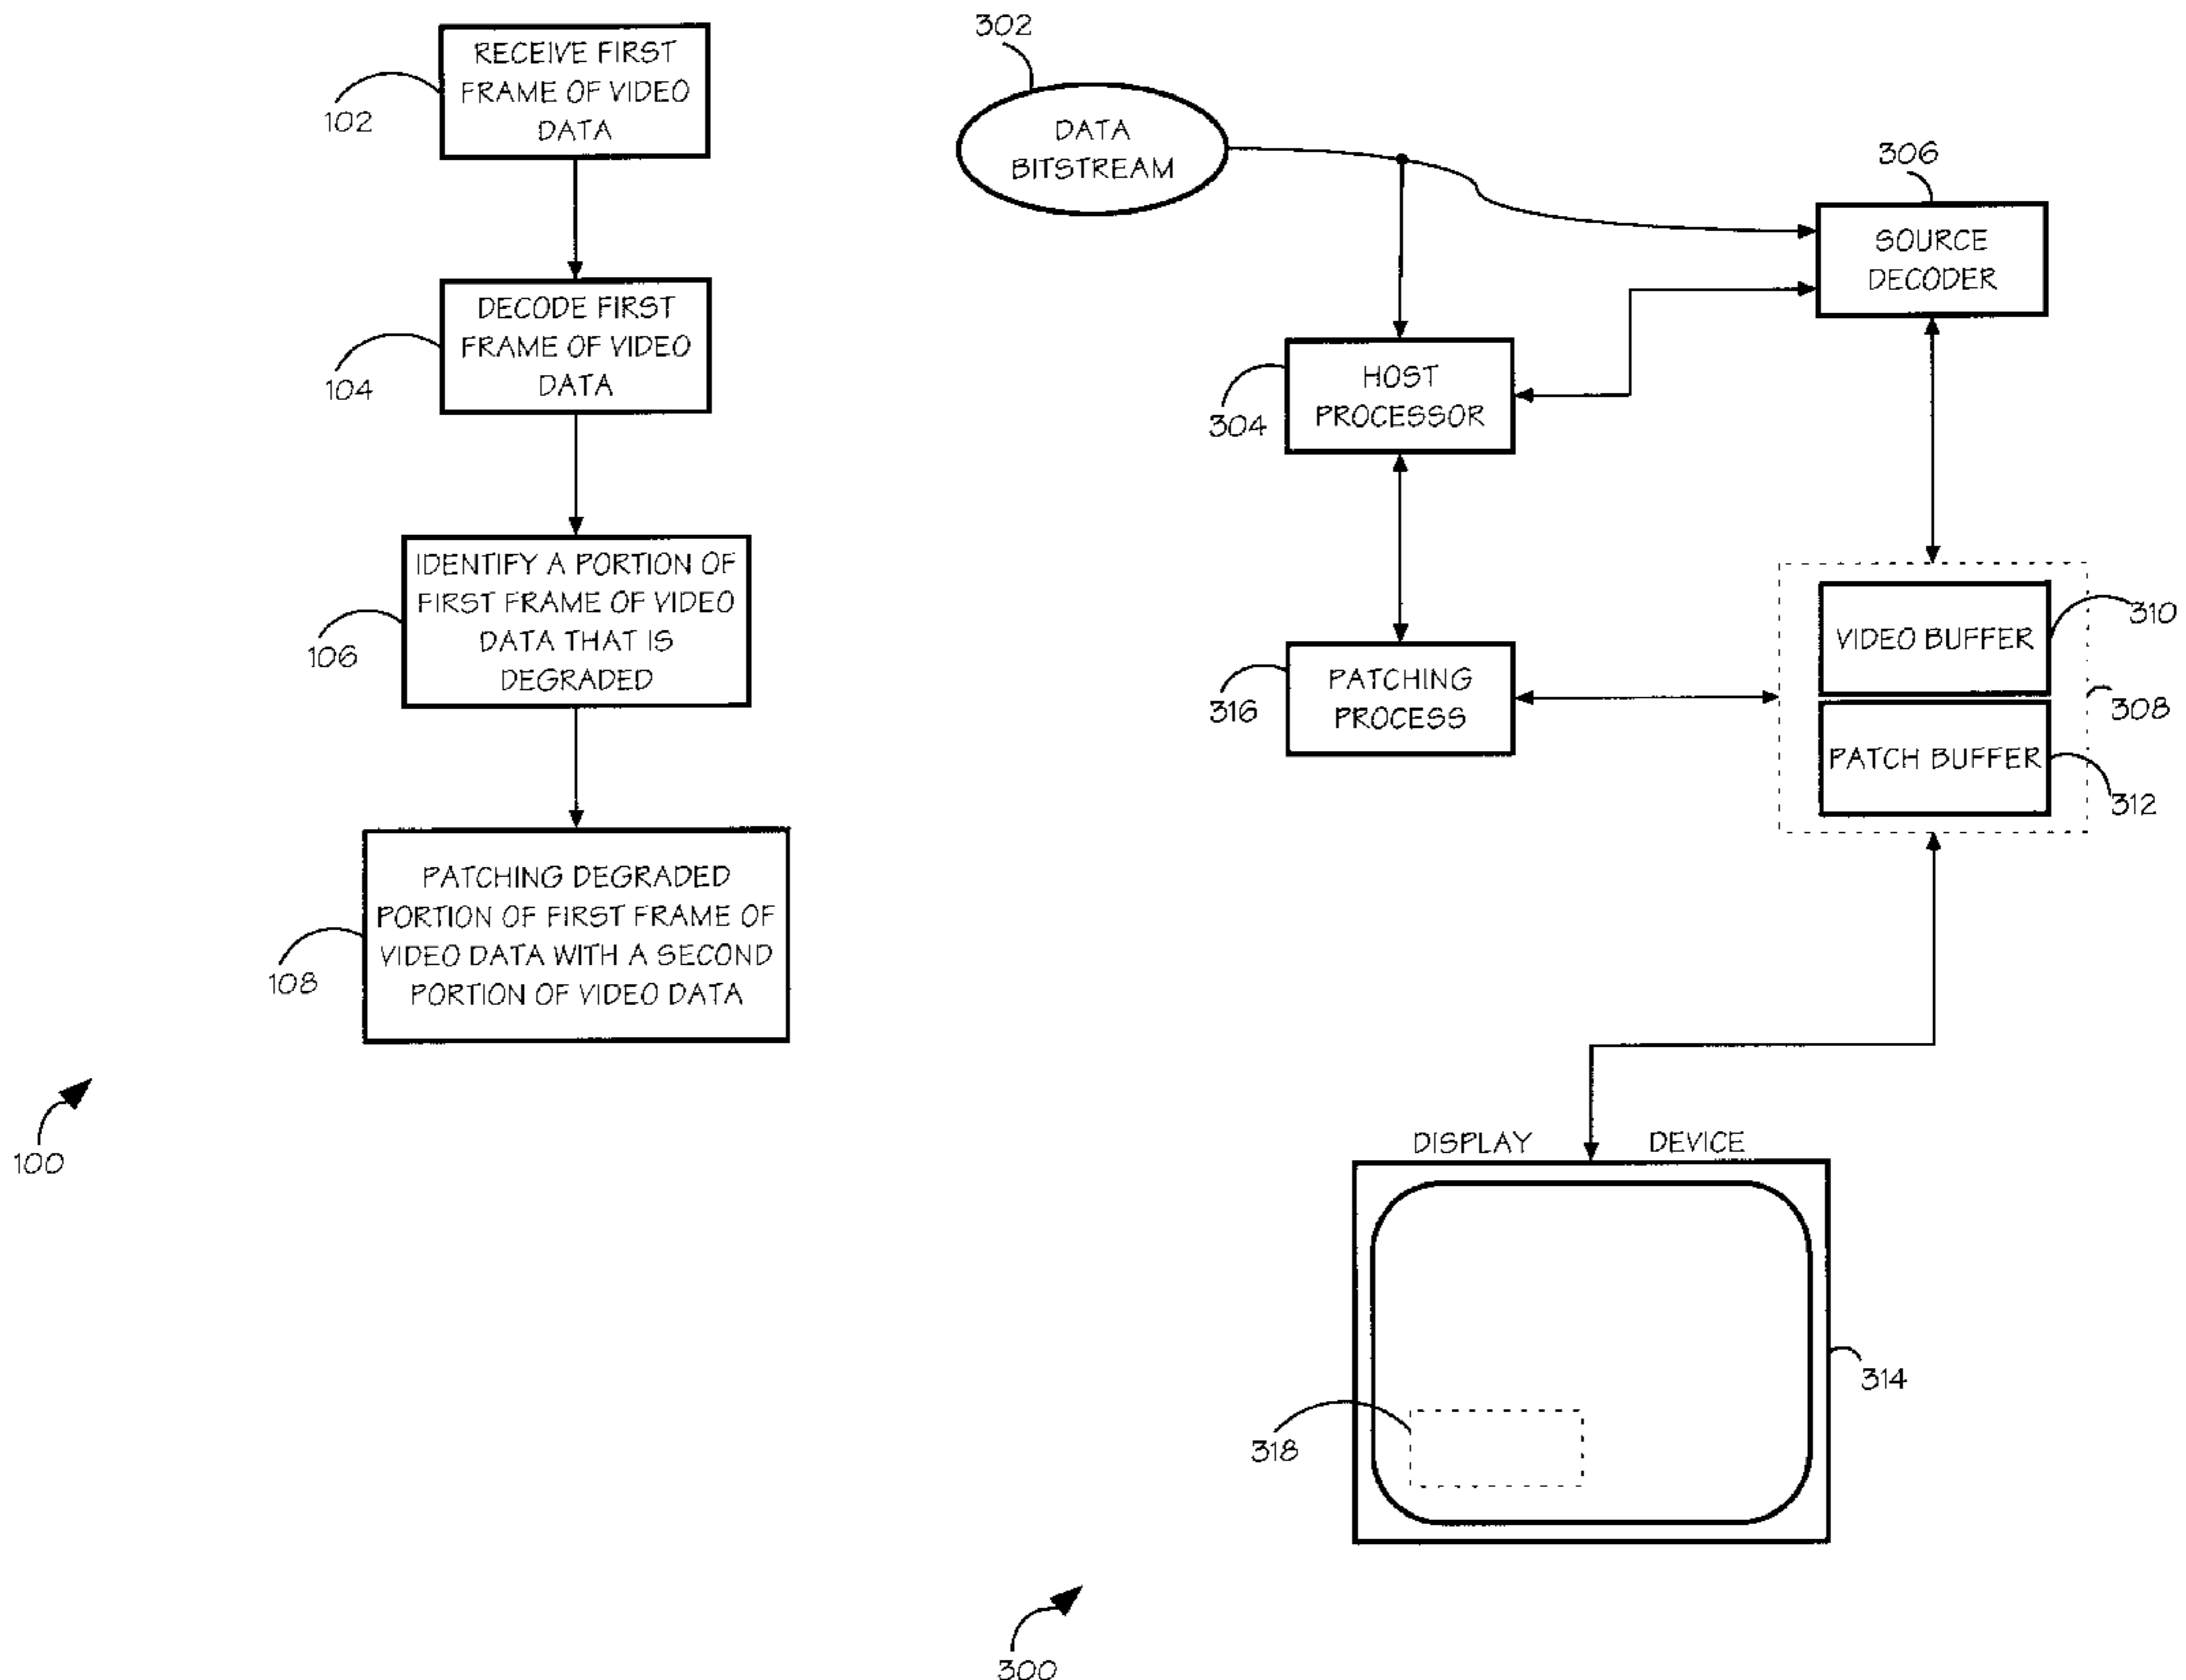 RECEIVE FIRST
FRAME OF VIDEO
DATA
102
DECODE FIRST
FRAME OF VIDEO
DATA
104
IDENTIFY A PORTION OF
FIRST FRAME OF VIDEO
DATA THAT IS
DEGRADED
106
PATCHING DEGRADED
PORTION OF FIRST FRAME OF
VIDEO DATA WITH A SECOND
PORTION OF VIDEO DATA
108
100
302
DATA
BITSTREAM
306
SOURCE
DECODER
HOST
PROCESSOR
304
310
VIDEO BUFFER
PATCHING
PROCESS
316
308
PATCH BUFFER
312
DISPLAY DEVICE
314
318
300